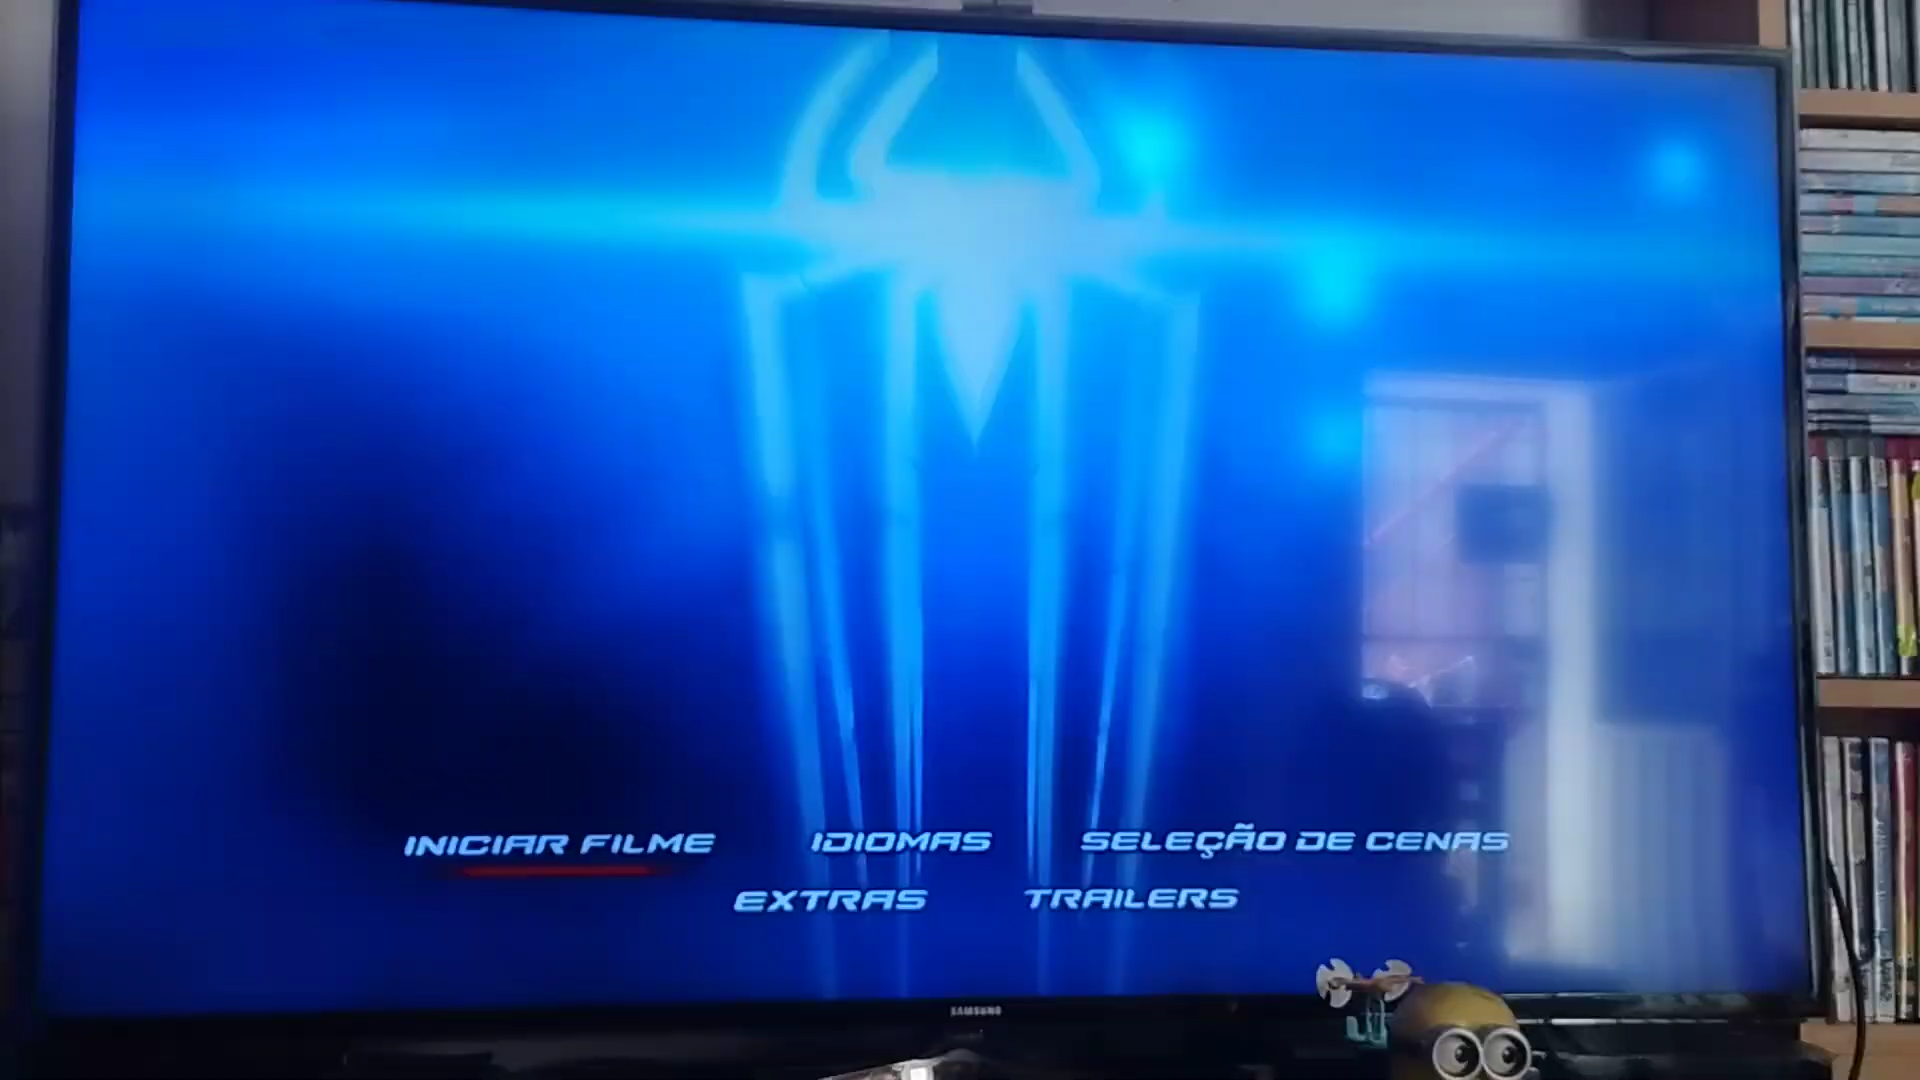 INICIAR FILME IDIOMAS SELEÇÃO DE CENAS
EXTRAS TRAILERS
SAMSUNG